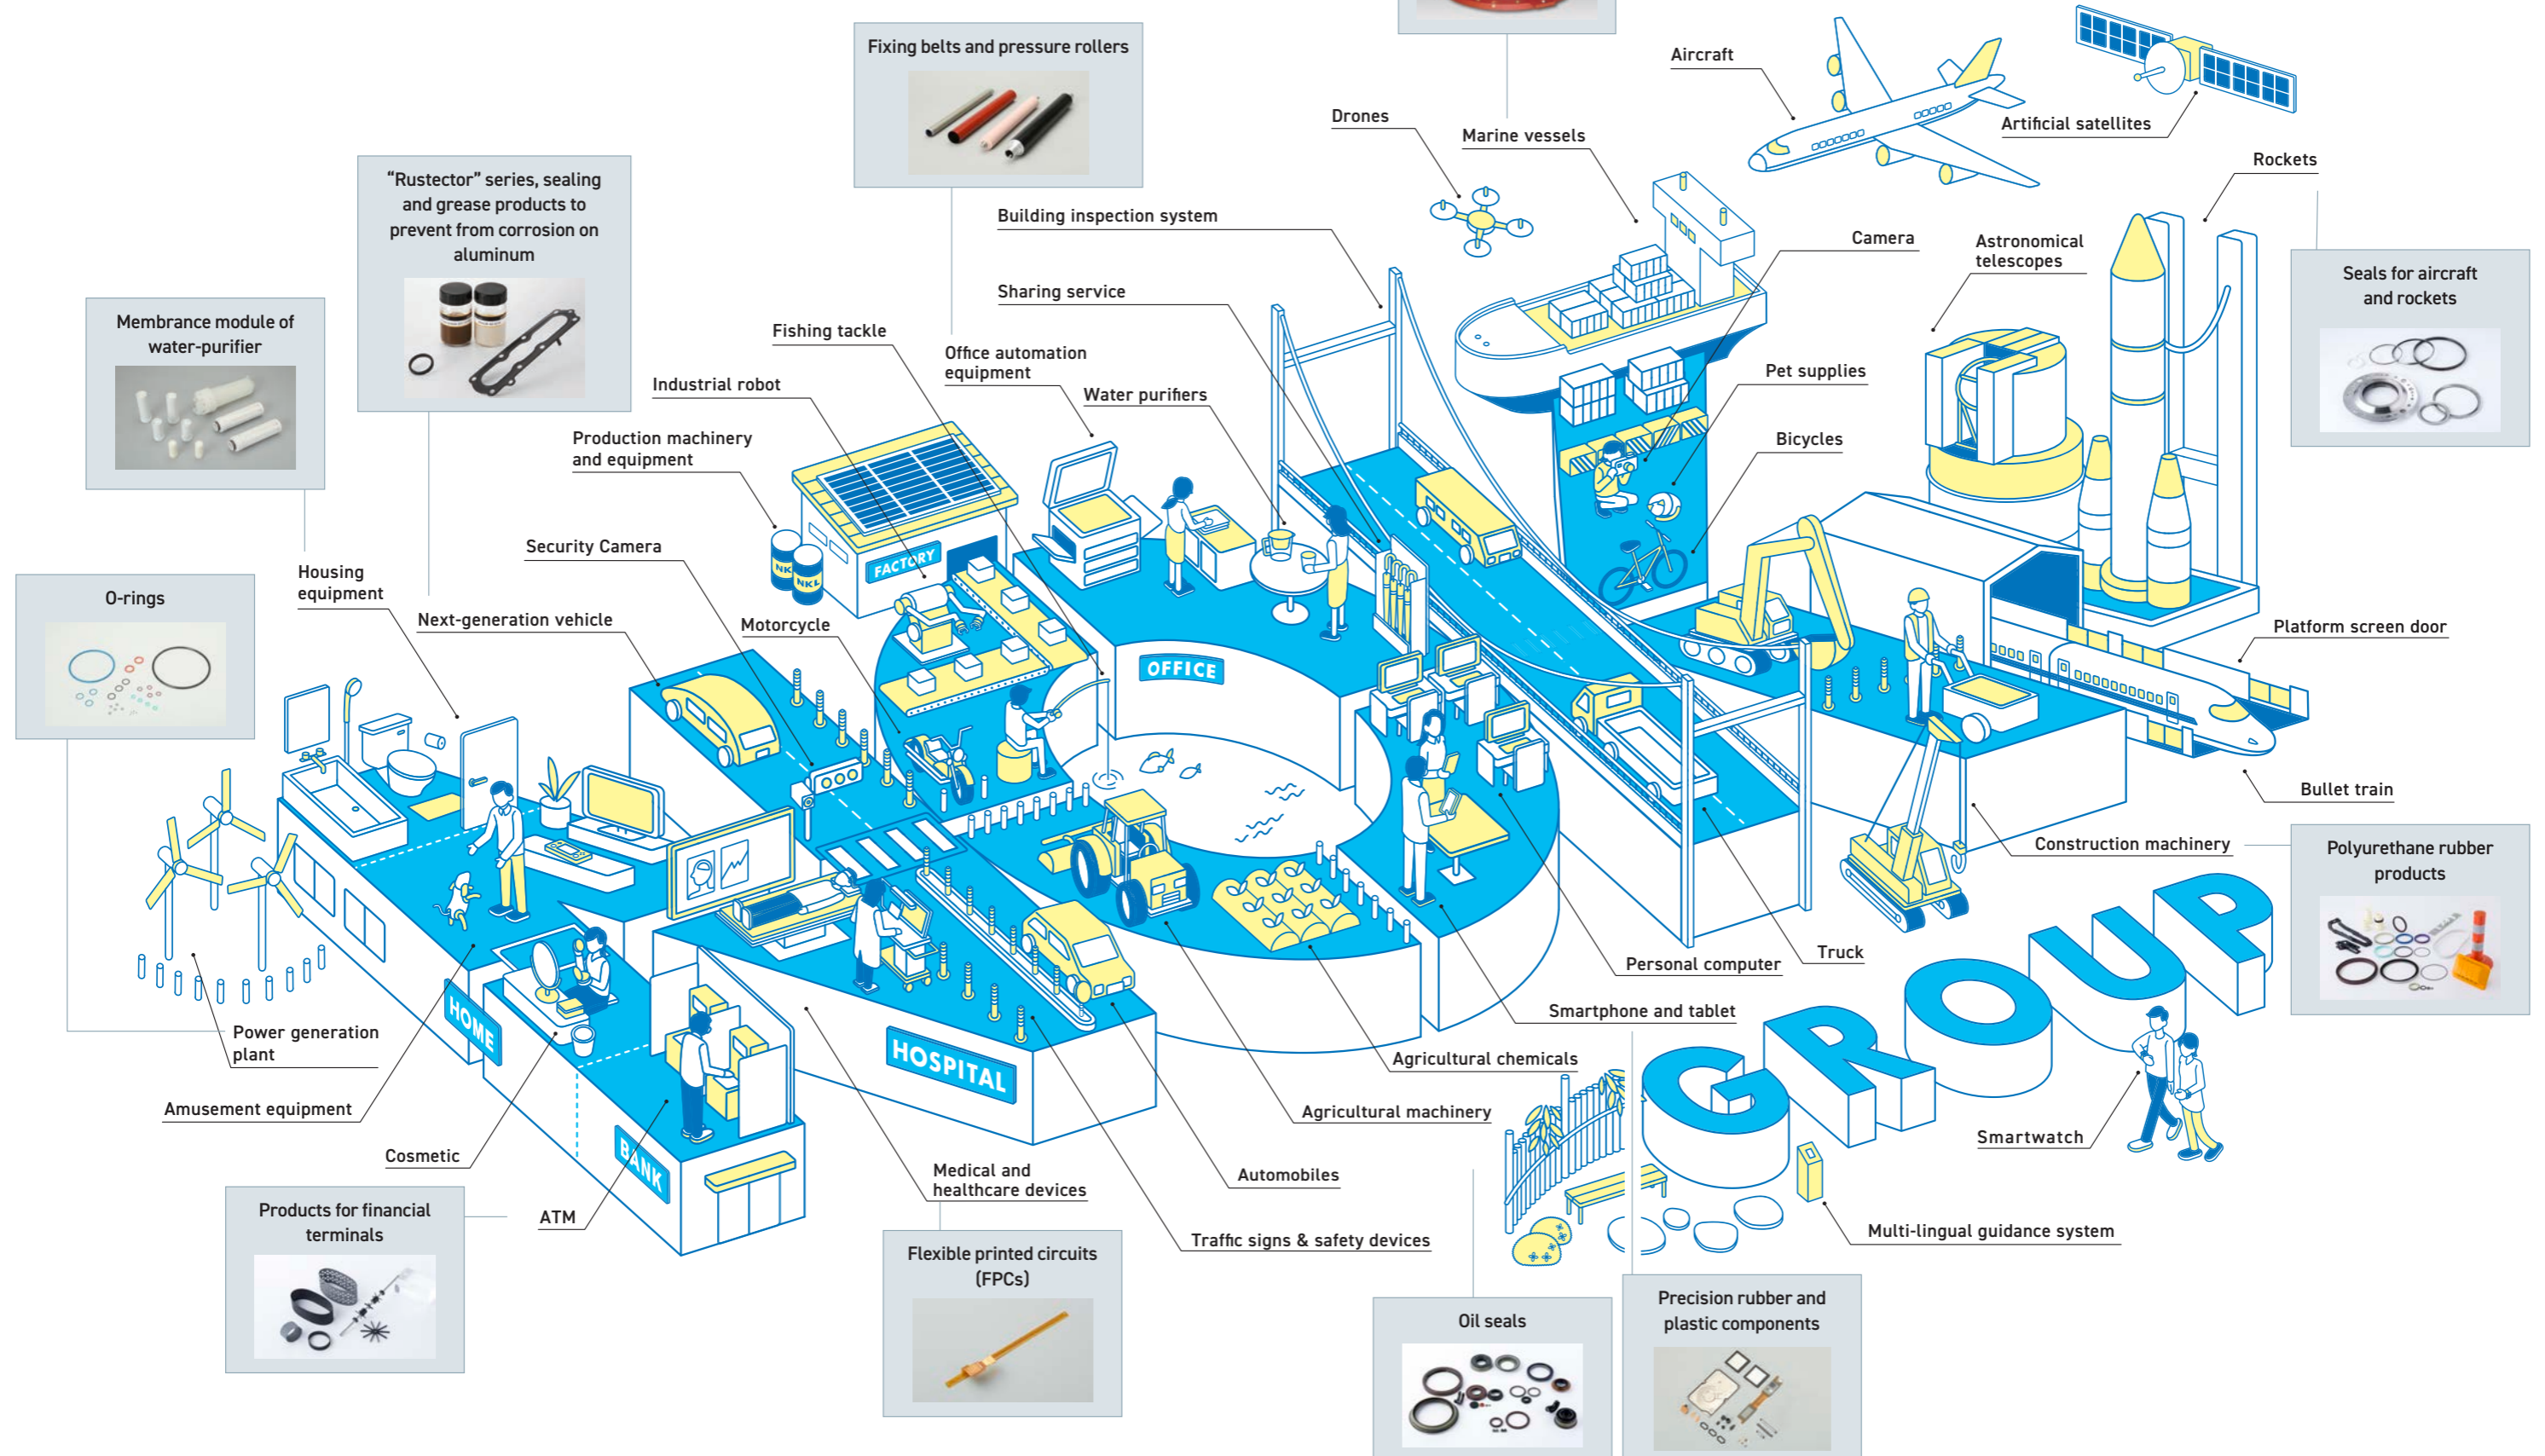 Fixing belts and pressure rollers
Aircraft
Artificial satellites
Drones
Marine vessels
Rockets
“Rustector” series, sealing
and grease products to
prevent from corrosion on
aluminum
Building inspection system
Camera
Astronomical
telescopes
Seals for aircraft
and rockets
Sharing service
Membrance module of
water-purifier
Fishing tackle
Office automation
equipment
Pet supplies
Industrial robot
Water purifiers
Production machinery
and equipment
Bicycles
Security Camera
FACTORY
NK
NKL
Housing
equipment
O-rings
Next-generation vehicle
Motorcycle
Platform screen door
OFFICE
Bullet train
Construction machinery
Polyurethane rubber
products
Truck
Personal computer
Smartphone and tablet
GROUP
HOME
Power generation
plant
HOSPITAL
Agricultural chemicals
Amusement equipment
Agricultural machinery
Smartwatch
Cosmetic
BANK
Medical and
healthcare devices
Automobiles
Products for financial
terminals
ATM
Traffic signs & safety devices
Multi-lingual guidance system
Flexible printed circuits
(FPCs)
Oil seals
Precision rubber and
plastic components